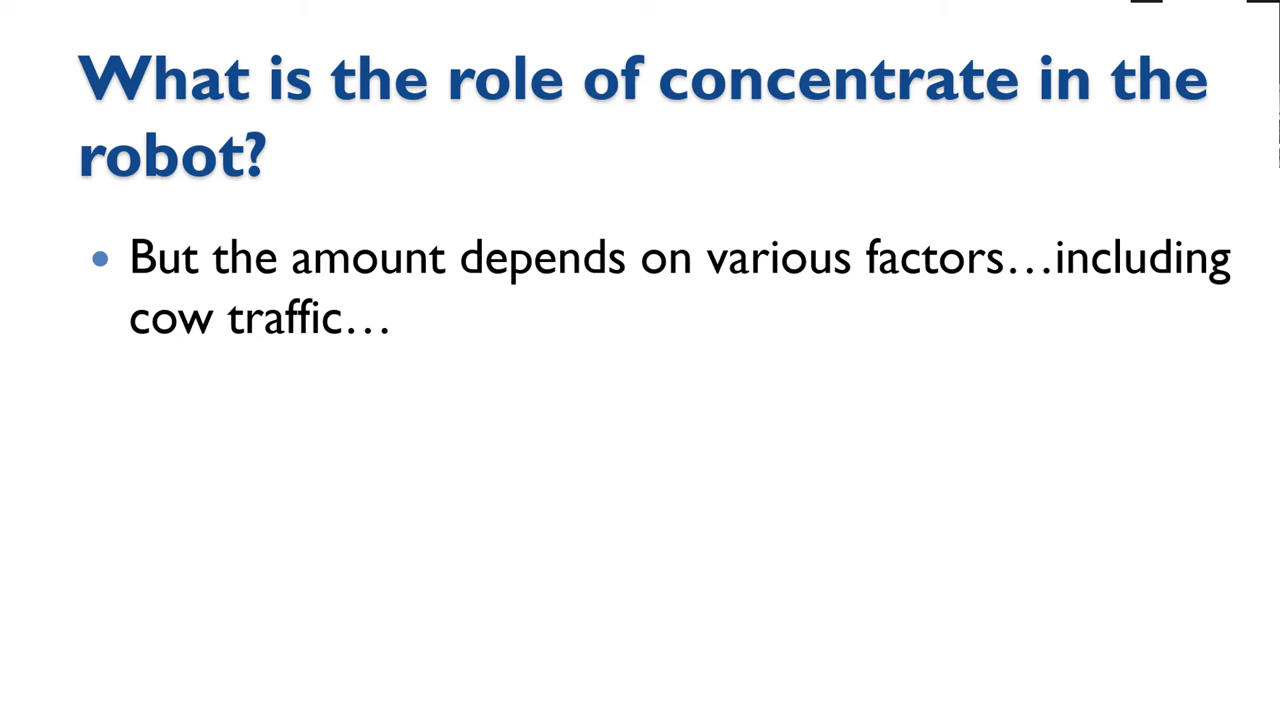 What is the role of concentrate in the
robot?
• But the amount depends on various factors…including
cow traffic…